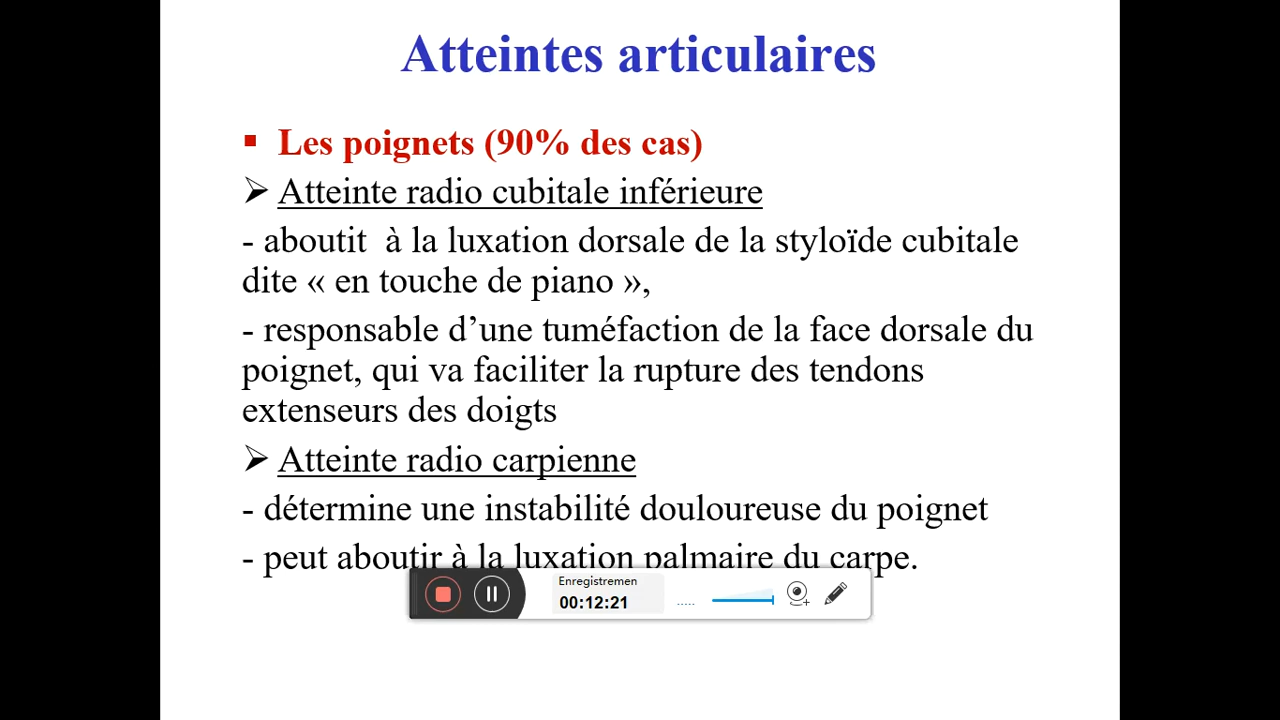 Atteintes articulaires
▪ Les poignets (90% des cas)
➢ Atteinte radio cubitale inférieure
- aboutit  à la luxation dorsale de la styloïde cubitale
dite « en touche de piano »,
- responsable d’une tuméfaction de la face dorsale du
poignet, qui va faciliter la rupture des tendons
extenseurs des doigts
➢ Atteinte radio carpienne
- détermine une instabilité douloureuse du poignet
- peut aboutir à la luxation palmaire du carpe.
Enregistremen
00:12:21